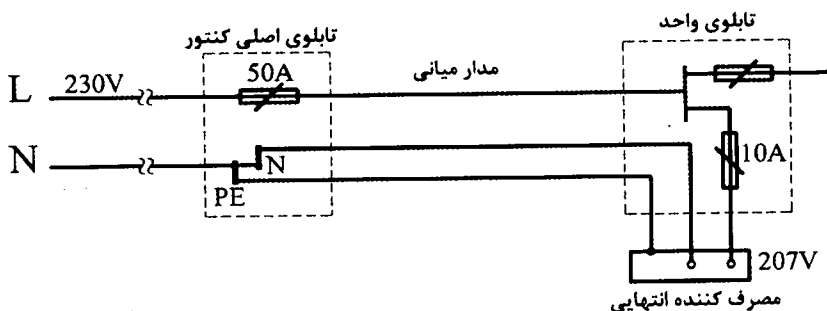 تابلوی واحد
تابلوی اصلی کنتور
50A
مدار میانی
230V
L
N
N
PE
10A
207V
مصرف کننده انتهایی